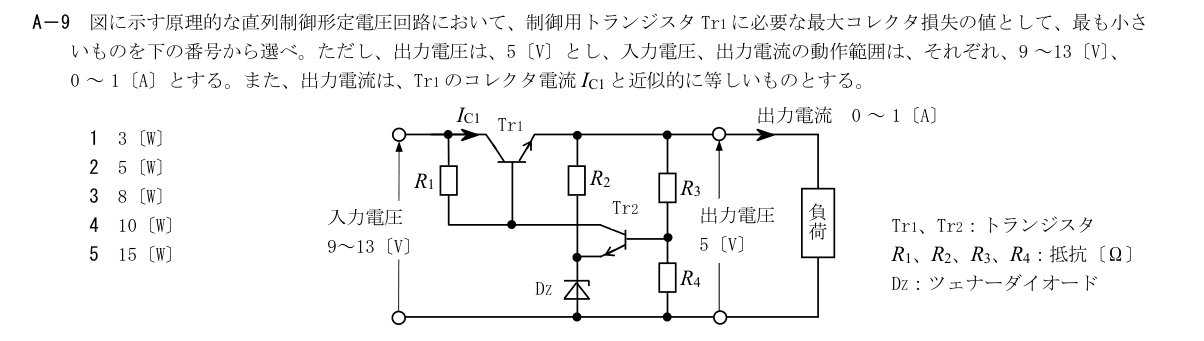 A－9 図に示す原理的な直列制御形定電圧回路において、制御用トランジスタ Tr1 に必要な最大コレクタ損失の値として、最も小さ
いものを下の番号から選べ。ただし、出力電圧は、5〔V〕とし、入力電圧、出力電流の動作範囲は、それぞれ、9 ～13〔V〕、
0 ～ 1〔A〕とする。また、出力電流は、Tr1 のコレクタ電流 IC1 と近似的に等しいものとする。
1 3〔W〕
2 5〔W〕
3 8〔W〕
4 10〔W〕
5 15〔W〕
IC1
Tr1
出力電流 0 ～ 1〔A〕
R1
R2
R3
Tr2
入力電圧
9～13〔V〕
出力電圧
5〔V〕
負荷
R4
DZ
Tr1、Tr2：トランジスタ
R1、R2、R3、R4：抵抗〔Ω〕
DZ：ツェナーダイオード